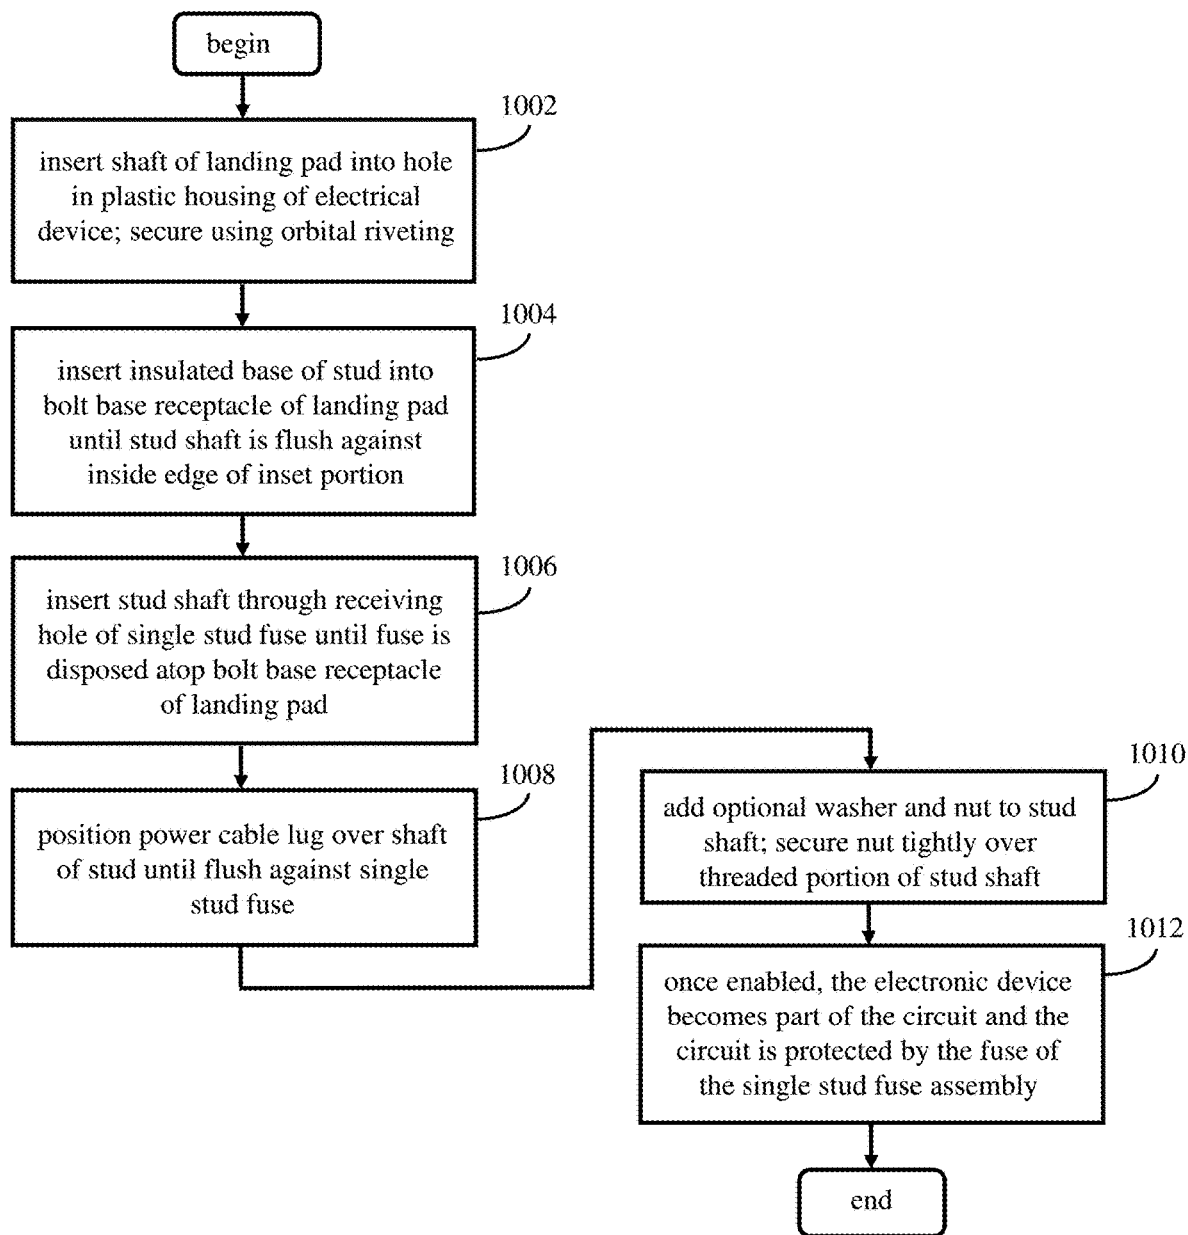 begin
1002
insert shaft of landing pad into hole
in plastic housing of electrical
device; secure using orbital riveting
1004
insert insulated base of stud into
bolt base receptacle of landing pad
until stud shaft is flush against
inside edge of inset portion
1006
insert stud shaft through receiving
hole of single stud fuse until fuse is
disposed atop bolt base receptacle
of landing pad
1008
position power cable lug over shaft
of stud until flush against single
stud fuse
1010
add optional washer and nut to stud
shaft; secure nut tightly over
threaded portion of stud shaft
1012
once enabled, the electronic device
becomes part of the circuit and the
circuit is protected by the fuse of
the single stud fuse assembly
end